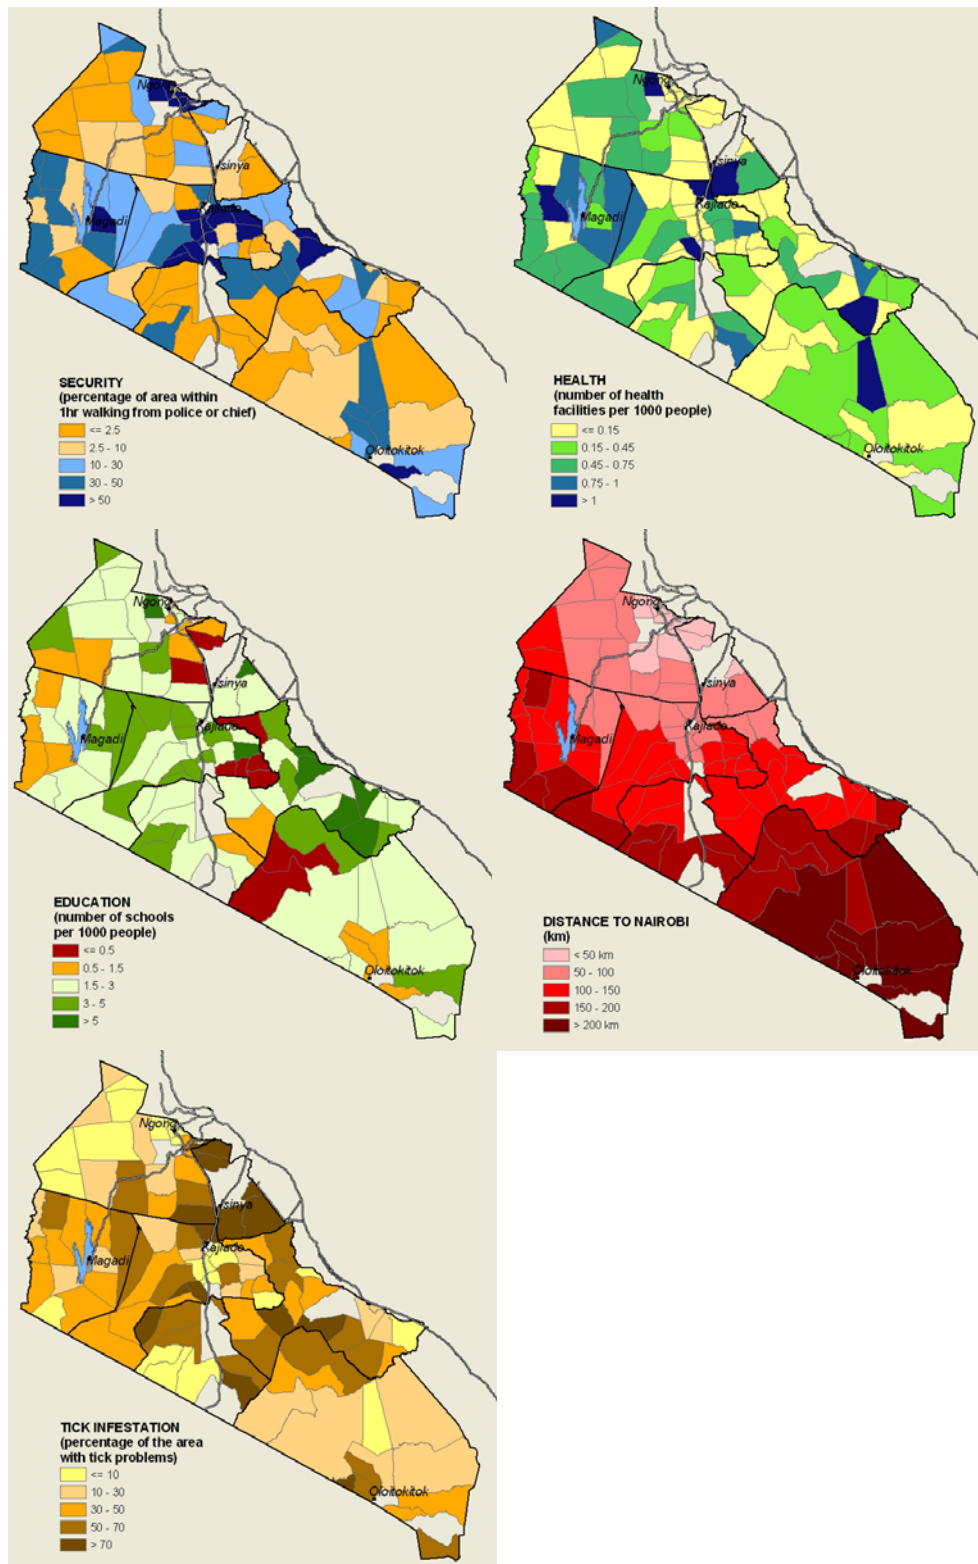 Ngong
Isinya
Kajiado
Magadi
Oloitokitok
SECURITY
(percentage of area within
1hr walking from police or chief)
<= 2.5
2.5 - 10
10 - 30
30 - 50
> 50
Ngong
Isinya
Kajiado
Magadi
Oloitokitok
HEALTH
(number of health
facilities per 1000 people)
<= 0.15
0.15 - 0.45
0.45 - 0.75
0.75 - 1
> 1
Ngong
Isinya
Kajiado
Magadi
Oloitokitok
EDUCATION
(number of schools
per 1000 people)
<= 0.5
0.5 - 1.5
1.5 - 3
3 - 5
> 5
Ngong
Isinya
Kajiado
Magadi
Oloitokitok
DISTANCE TO NAIROBI
(km)
< 50 km
50 - 100
100 - 150
150 - 200
> 200 km
Ngong
Isinya
Kajiado
Magadi
Oloitokitok
TICK INFESTATION
(percentage of the area
with tick problems)
<= 10
10 - 30
30 - 50
50 - 70
> 70